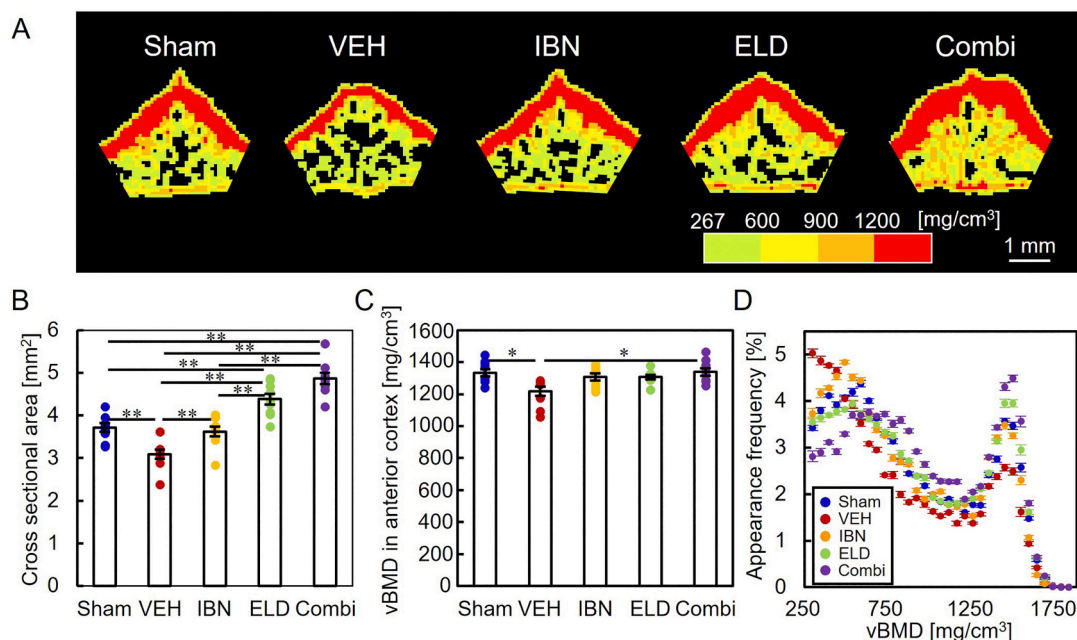 A
Sham VEH IBN ELD Combi
267 600 900 1200 [mg/cm³]
1 mm
B
Cross sectional area [mm²]
6
5
4
3
2
1
0
** ** ** ** ** ** ** **
Sham VEH IBN ELD Combi
C
vBMD in anterior cortex [mg/cm³]
1600
1400
1200
1000
800
600
400
200
0
* *
Sham VEH IBN ELD Combi
D
Appearance frequency [%]
5
4
3
2
1
0
Sham
VEH
IBN
ELD
Combi
250 750 1250 1750
vBMD [mg/cm³]